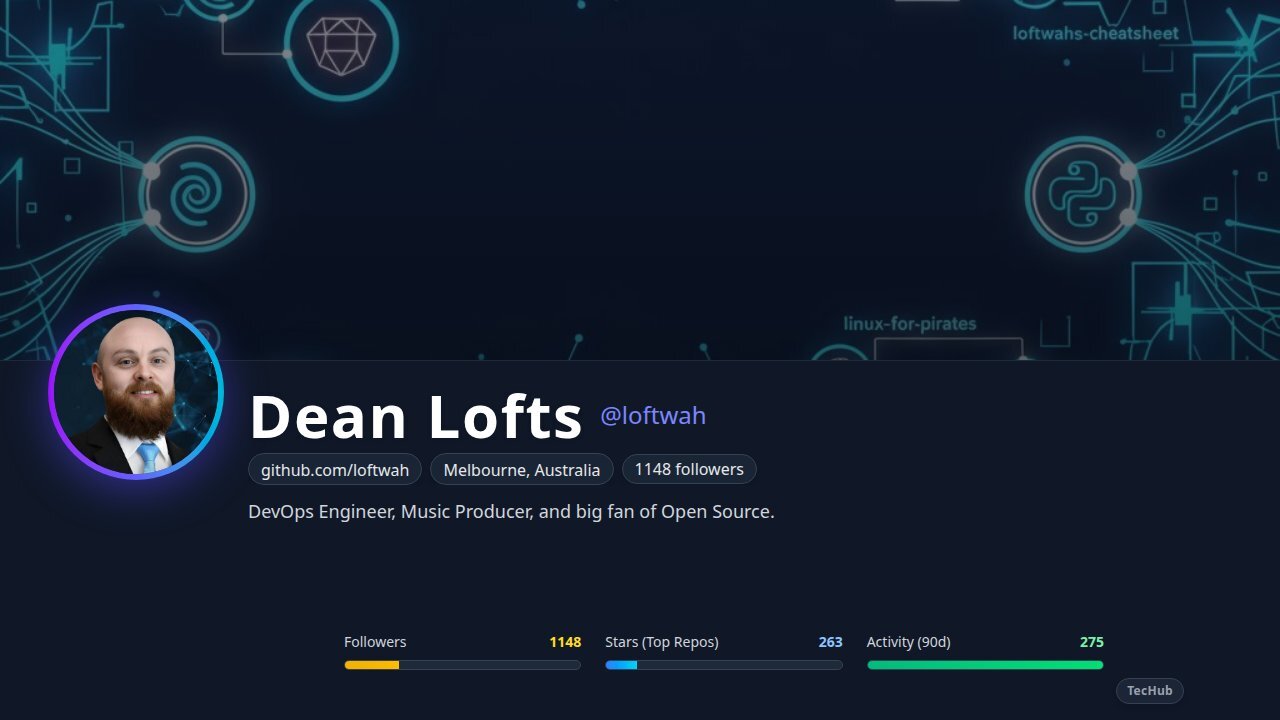 loftwahs-cheatsheet
linux-for-pirates
Dean Lofts @loftwah
github.com/loftwah Melbourne, Australia 1148 followers
DevOps Engineer, Music Producer, and big fan of Open Source.
Followers 1148 Stars (Top Repos) 263 Activity (90d) 275
TecHub